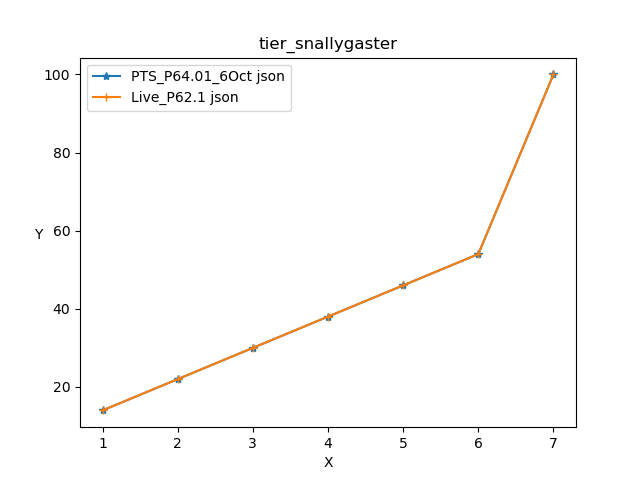 tier_snallygaster
PTS_P64.01_6Oct json
Live_P62.1 json
100
80
60
40
20
Y
1 2 3 4 5 6 7
X